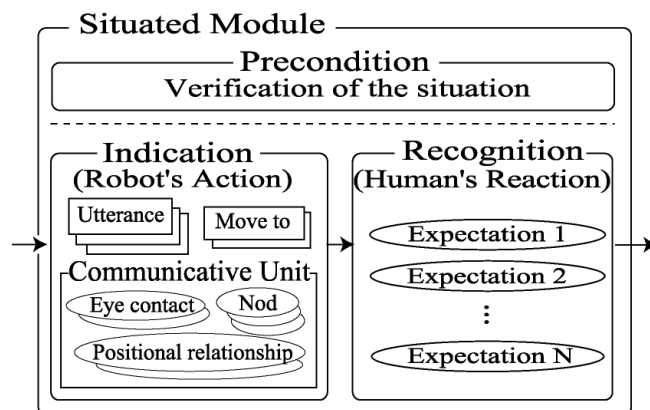 Situated Module
Precondition
Verification of the situation
Indication
(Robot's Action)
Utterance
Move to
Communicative Unit
Eye contact
Nod
Positional relationship
Recognition
(Human's Reaction)
Expectation 1
Expectation 2
⋮
Expectation N